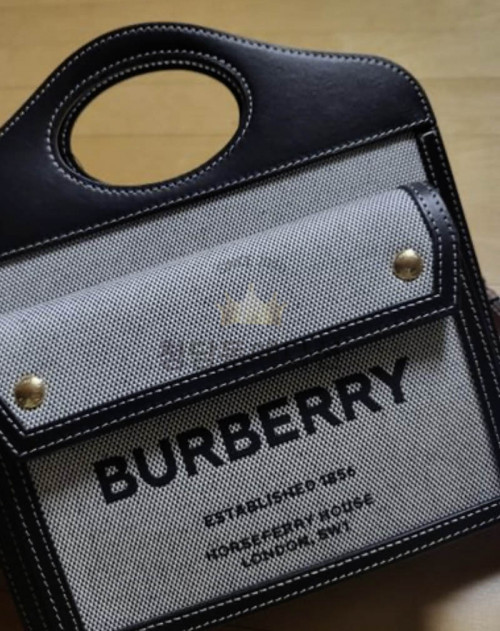 BURBERRY
ESTABLISHED 1856
HORSEFERRY HOUSE
LONDON, SW1